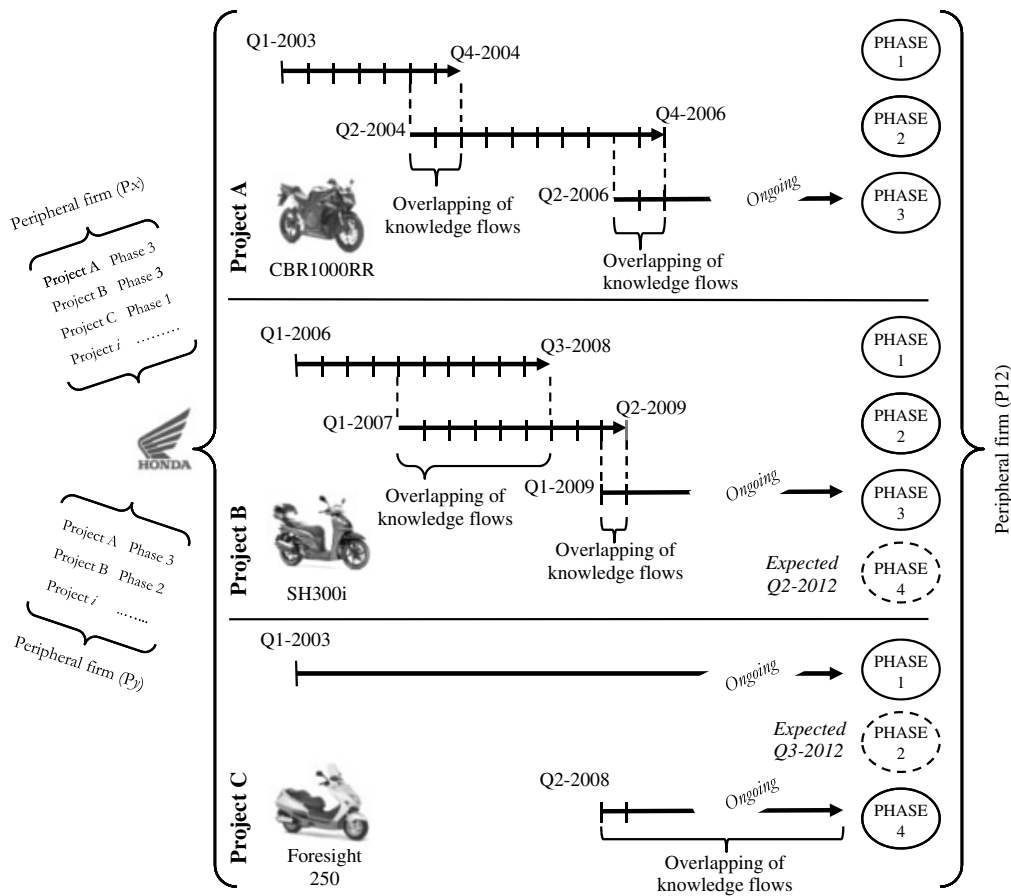 Peripheral firm (Px)
Project A Phase 3
Project B Phase 3
Project C Phase 1
Project i ………
HONDA
Project A Phase 3
Project B Phase 2
Project i ........
Peripheral firm (Py)
Project A
Q1-2003
Q4-2004
PHASE
1
Q2-2004
Q4-2006
PHASE
2
Overlapping of
knowledge flows
Q2-2006
Ongoing
PHASE
3
Overlapping of
knowledge flows
CBR1000RR
Project B
Q1-2006
Q3-2008
PHASE
1
Q1-2007
Q2-2009
PHASE
2
Overlapping of
knowledge flows
Q1-2009
Ongoing
PHASE
3
Overlapping of
knowledge flows
Expected
Q2-2012
PHASE
4
SH300i
Project C
Q1-2003
Ongoing
PHASE
1
Expected
Q3-2012
PHASE
2
Q2-2008
Ongoing
PHASE
4
Overlapping of
knowledge flows
Foresight
250
Peripheral firm (P12)